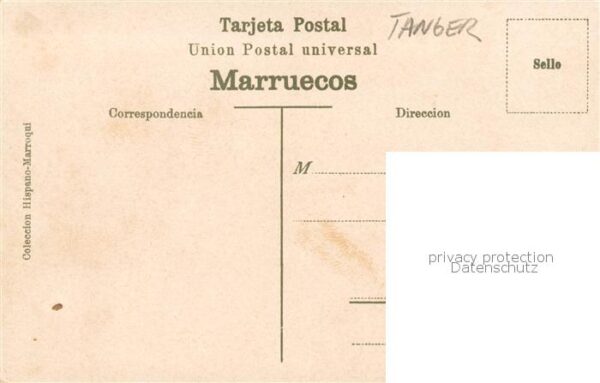 Tarjeta Postal
TANGER
Union Postal universal
Marruecos
Sello
Correspondencia
Direccion
M
Coleccion Hispano-Marroqui
privacy protection
Datenschutz